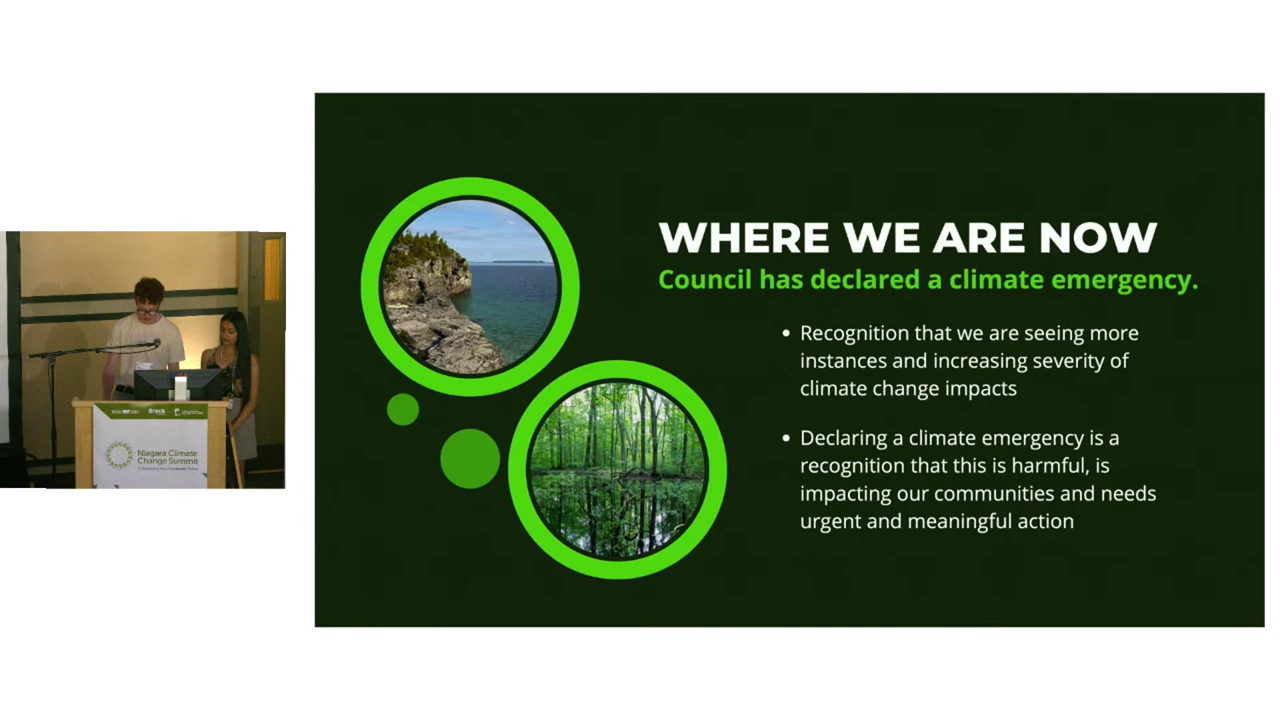 WHERE WE ARE NOW
Council has declared a climate emergency.
• Recognition that we are seeing more
instances and increasing severity of
climate change impacts
• Declaring a climate emergency is a
recognition that this is harmful, is
impacting our communities and needs
urgent and meaningful action
Brock
Niagara Climate
Change Summit